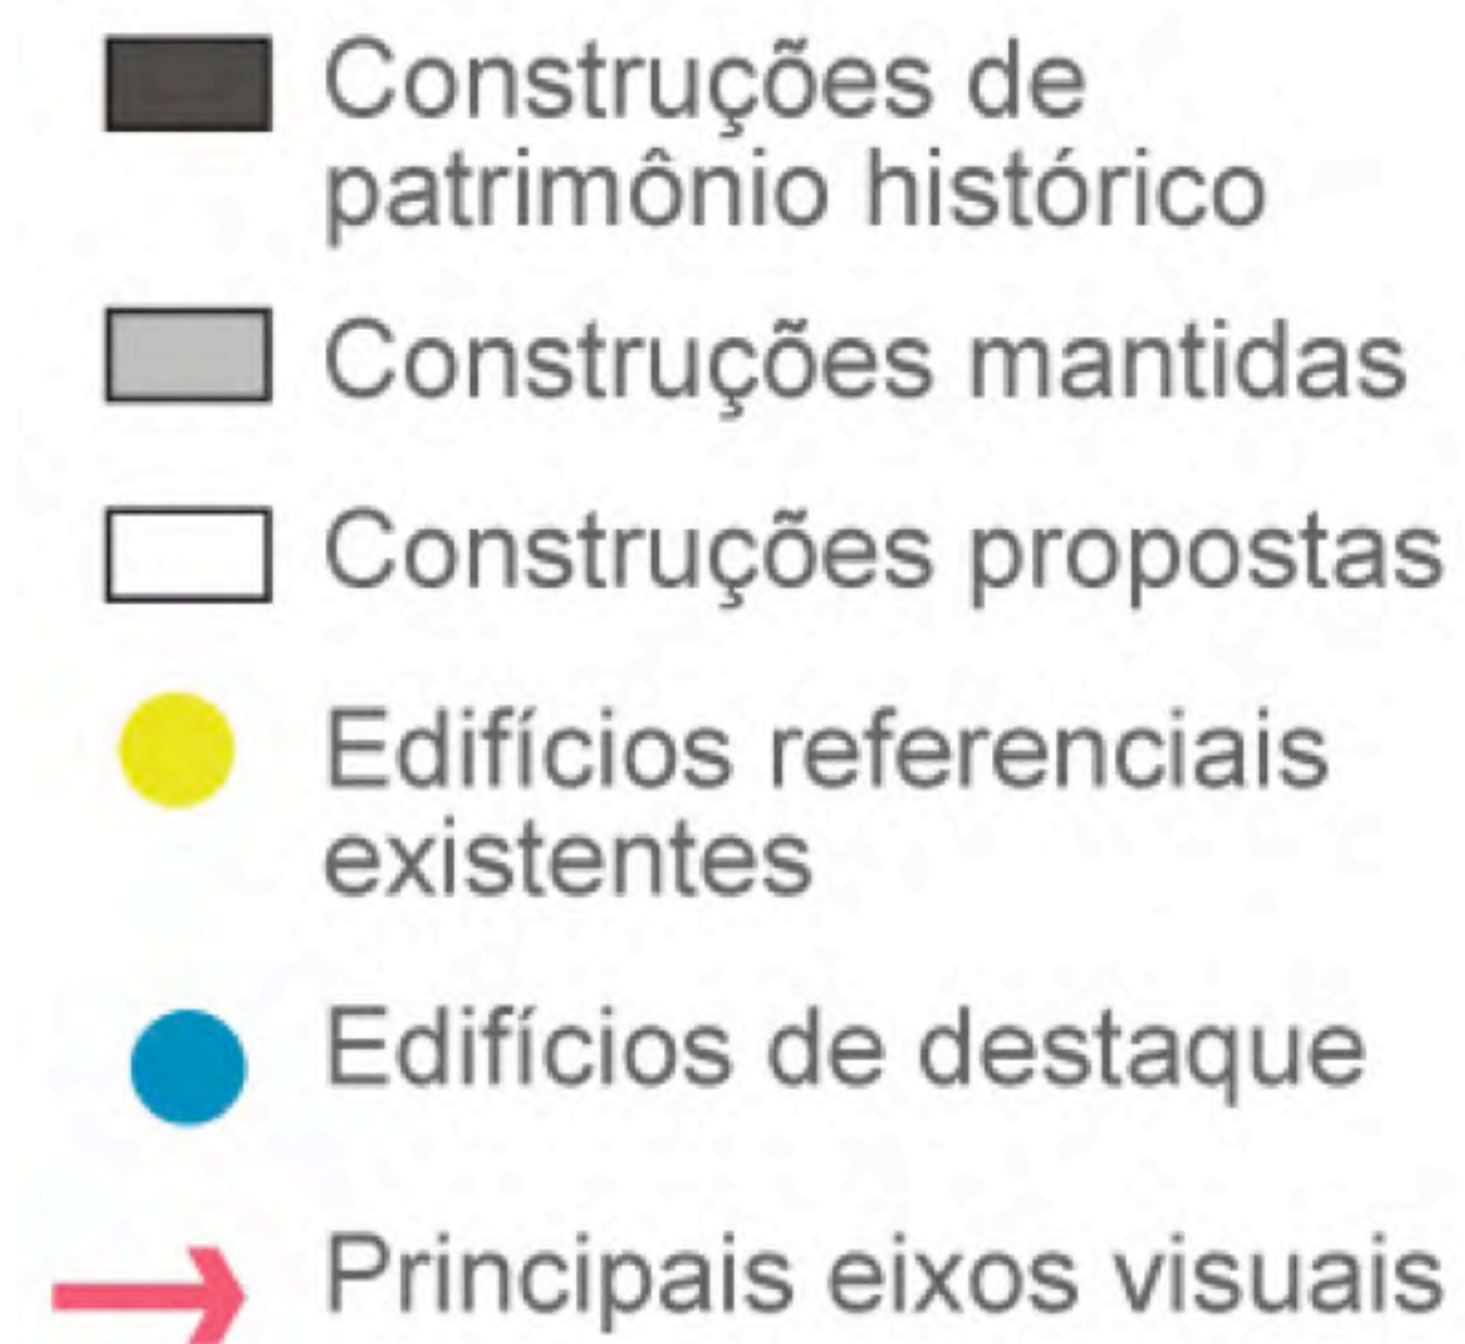 Construções de
patrimônio histórico
Construções mantidas
Construções propostas
Edifícios referenciais
existentes
Edifícios de destaque
Principais eixos visuais